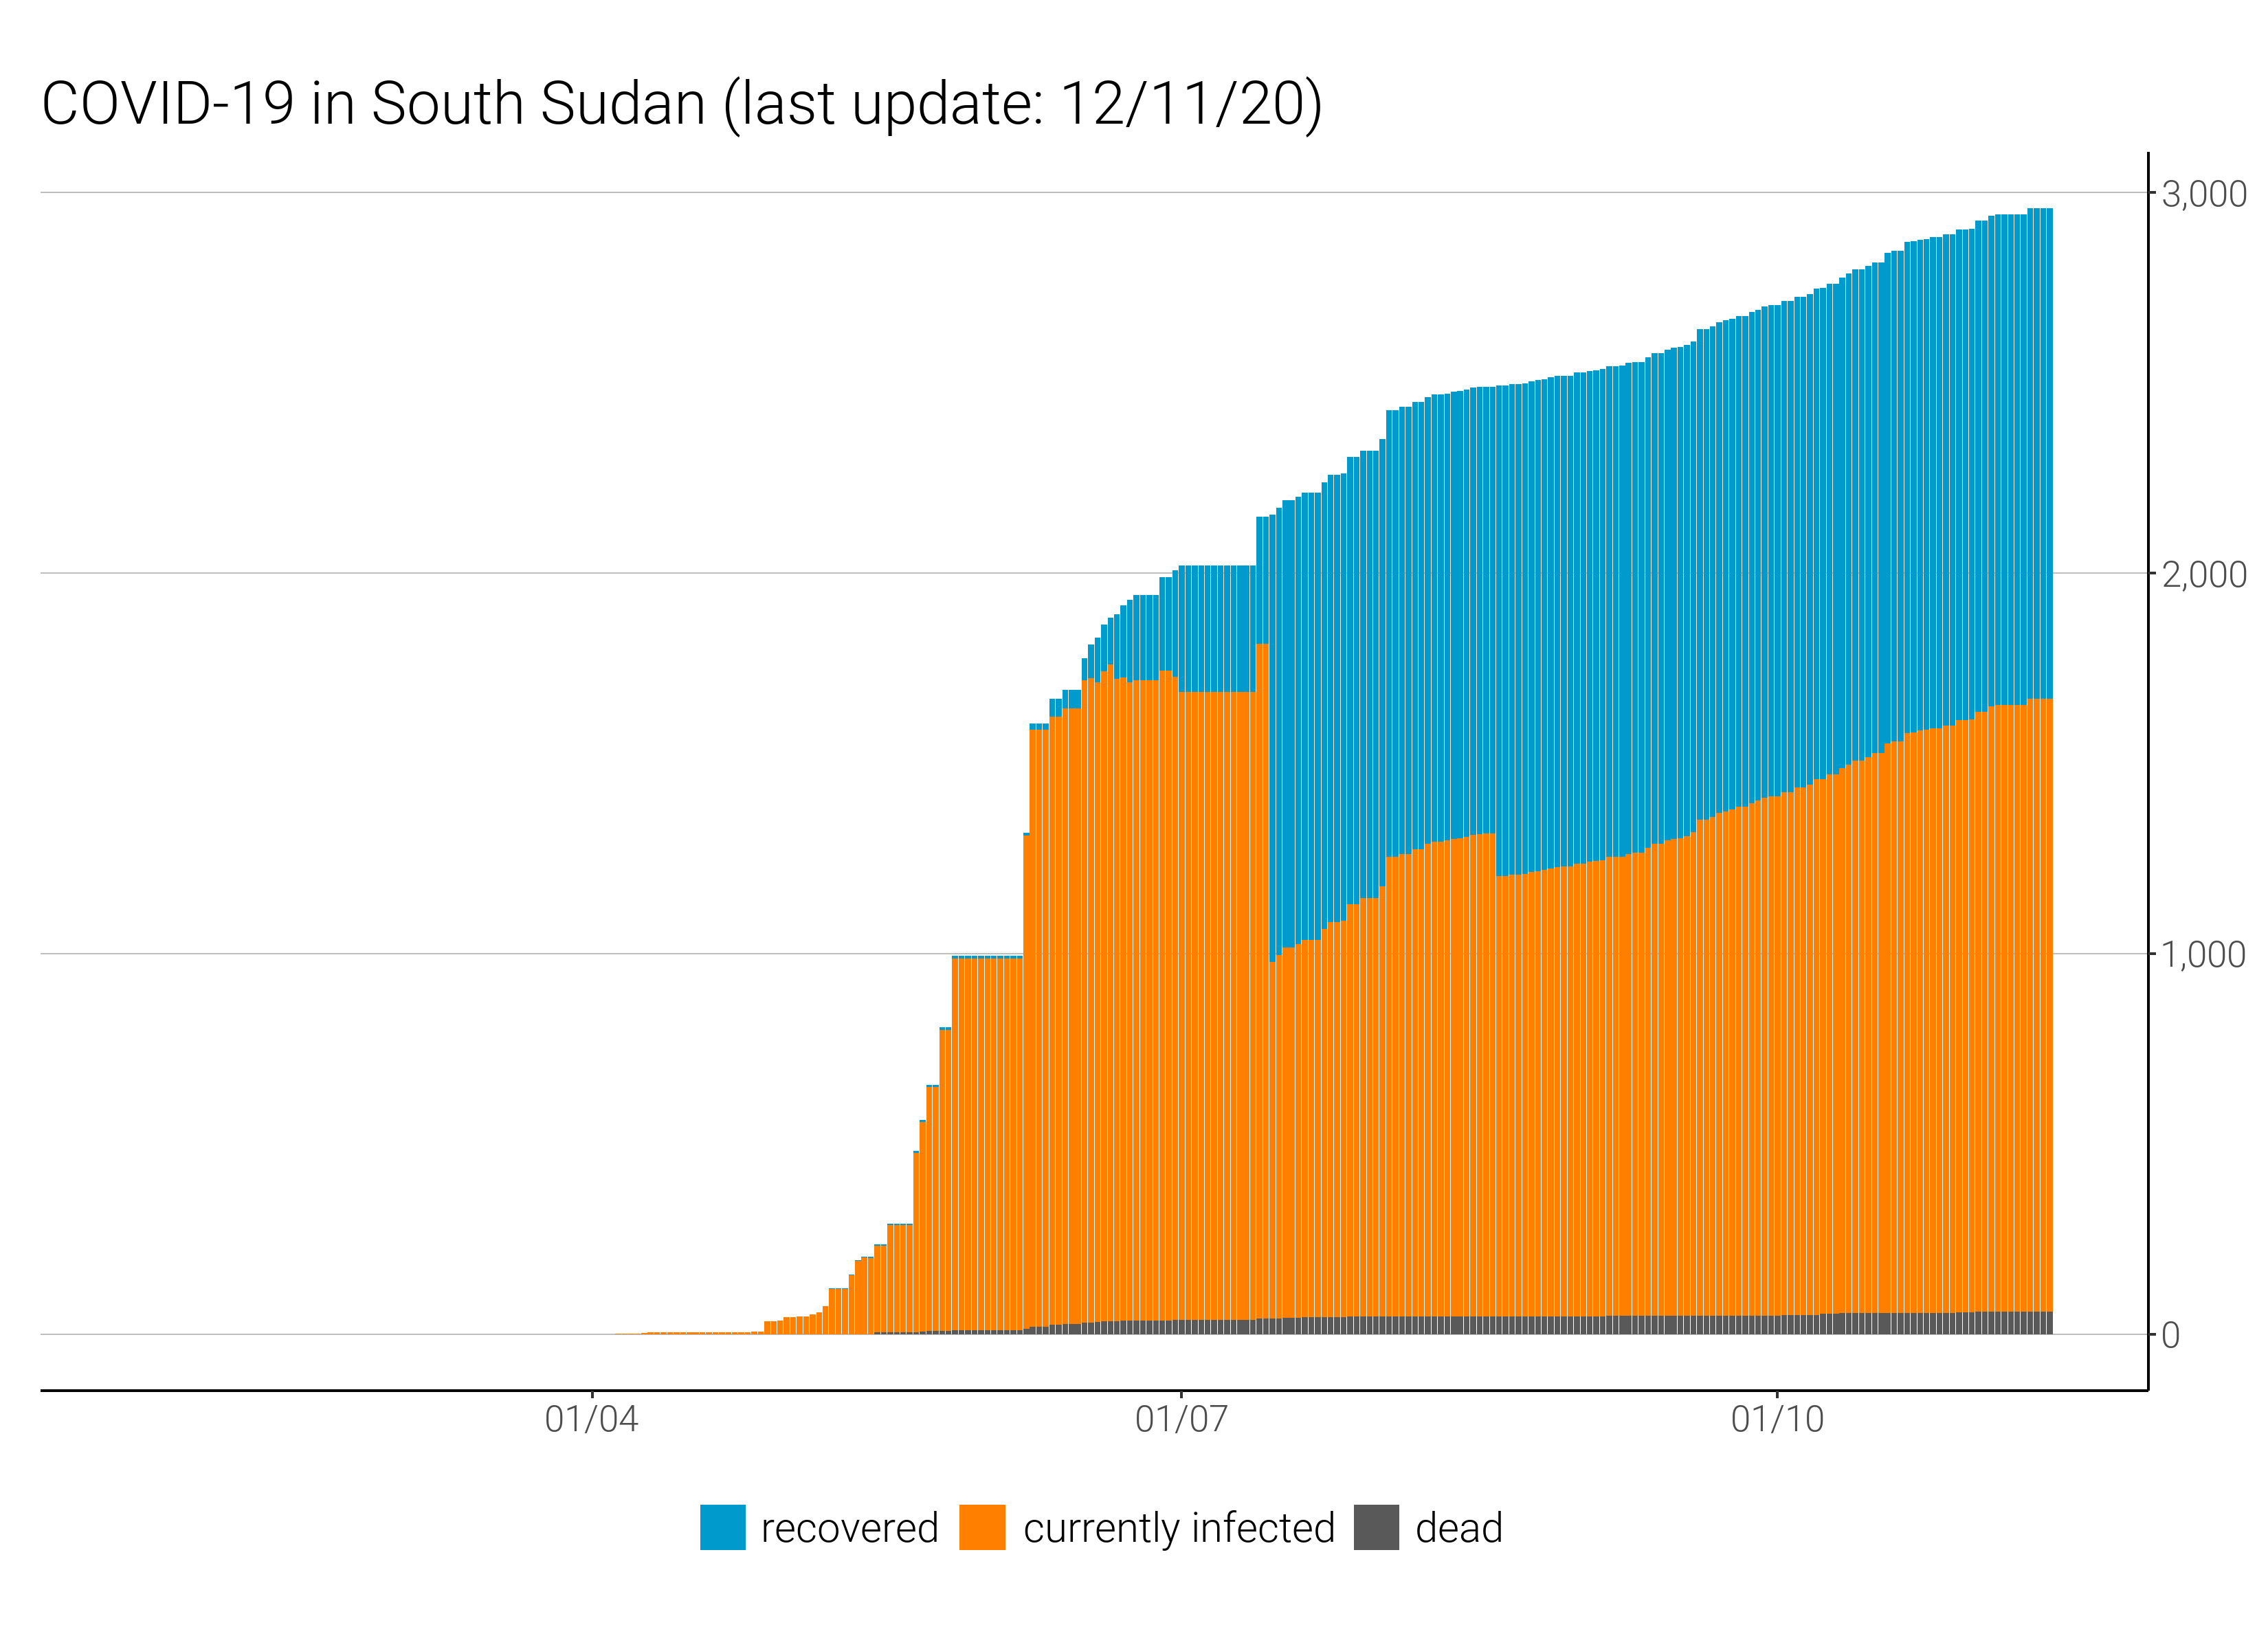 COVID-19 in South Sudan (last update: 12/11/20)
3,000
2,000
1,000
0
01/04 01/07 01/10
recovered currently infected dead